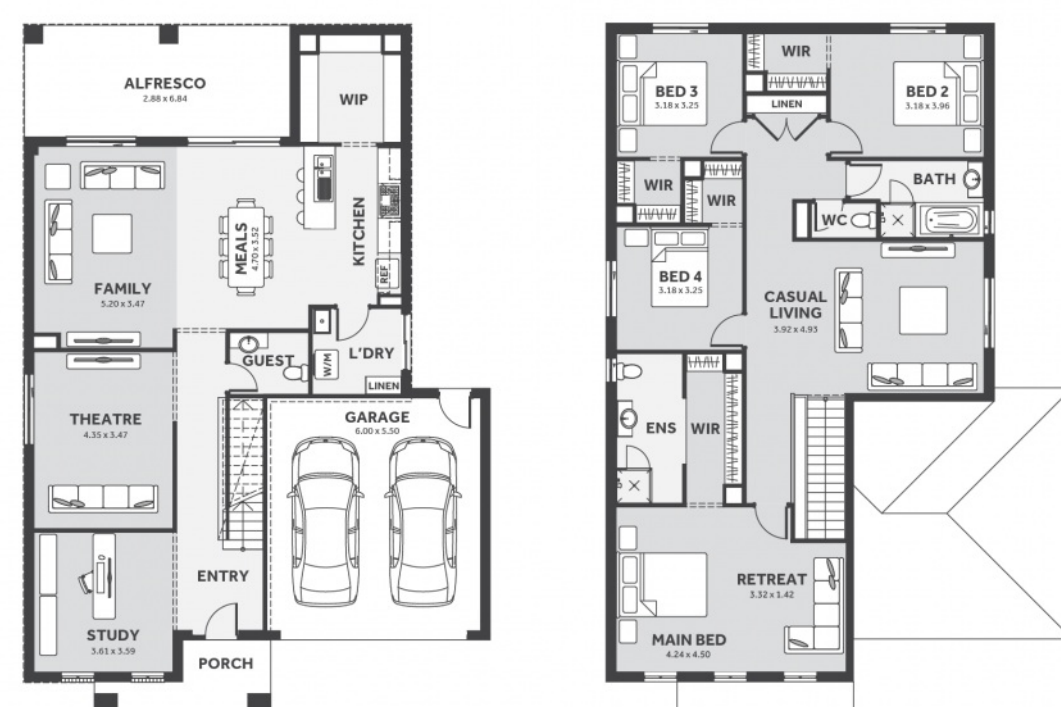 ALFRESCO
2.88 x 6.84
WIP
FAMILY
5.20 x 3.47
MEALS
4.70 x 3.52
KITCHEN
REF
GUEST
W/M
L'DRY
LINEN
THEATRE
4.35 x 3.47
GARAGE
6.00 x 5.50
ENTRY
STUDY
3.61 x 3.59
PORCH
BED 3
3.18 x 3.25
WIR
LINEN
BED 2
3.18 x 3.96
WIR
WIR
BATH
WC
BED 4
3.18 x 3.25
CASUAL
LIVING
3.92 x 4.93
ENS
WIR
RETREAT
3.32 x 1.42
MAIN BED
4.24 x 4.50